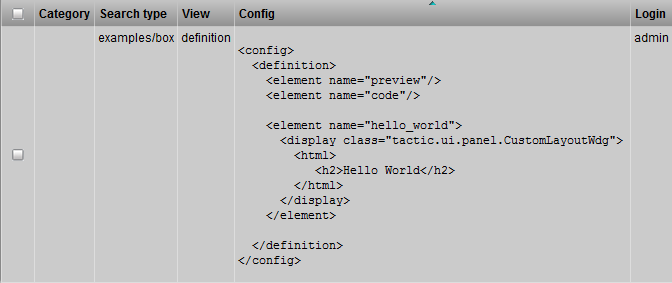 Category Search type View Config Login
examples/box definition admin
<config>
  <definition>
    <element name="preview"/>
    <element name="code"/>

    <element name="hello_world">
      <display class="tactic.ui.panel.CustomLayoutWdg">
        <html>
           <h2>Hello World</h2>
        </html>
      </display>
    </element>

  </definition>
</config>